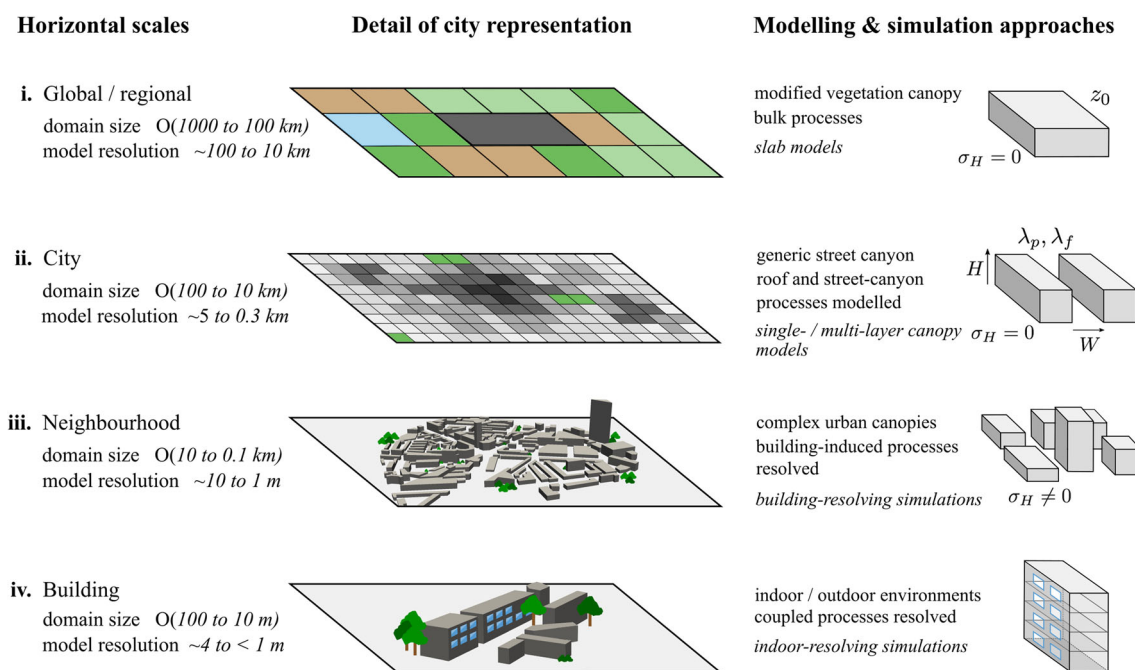 Horizontal scales
Detail of city representation
Modelling & simulation approaches
i. Global / regional
domain size O(1000 to 100 km)
model resolution ~100 to 10 km
modified vegetation canopy
bulk processes
slab models
z₀
σ_H = 0
ii. City
domain size O(100 to 10 km)
model resolution ~5 to 0.3 km
generic street canyon
roof and street-canyon
processes modelled
single- / multi-layer canopy
models
λ_p, λ_f
H
σ_H = 0
W
iii. Neighbourhood
domain size O(10 to 0.1 km)
model resolution ~10 to 1 m
complex urban canopies
building-induced processes
resolved
building-resolving simulations
σ_H ≠ 0
iv. Building
domain size O(100 to 10 m)
model resolution ~4 to < 1 m
indoor / outdoor environments
coupled processes resolved
indoor-resolving simulations